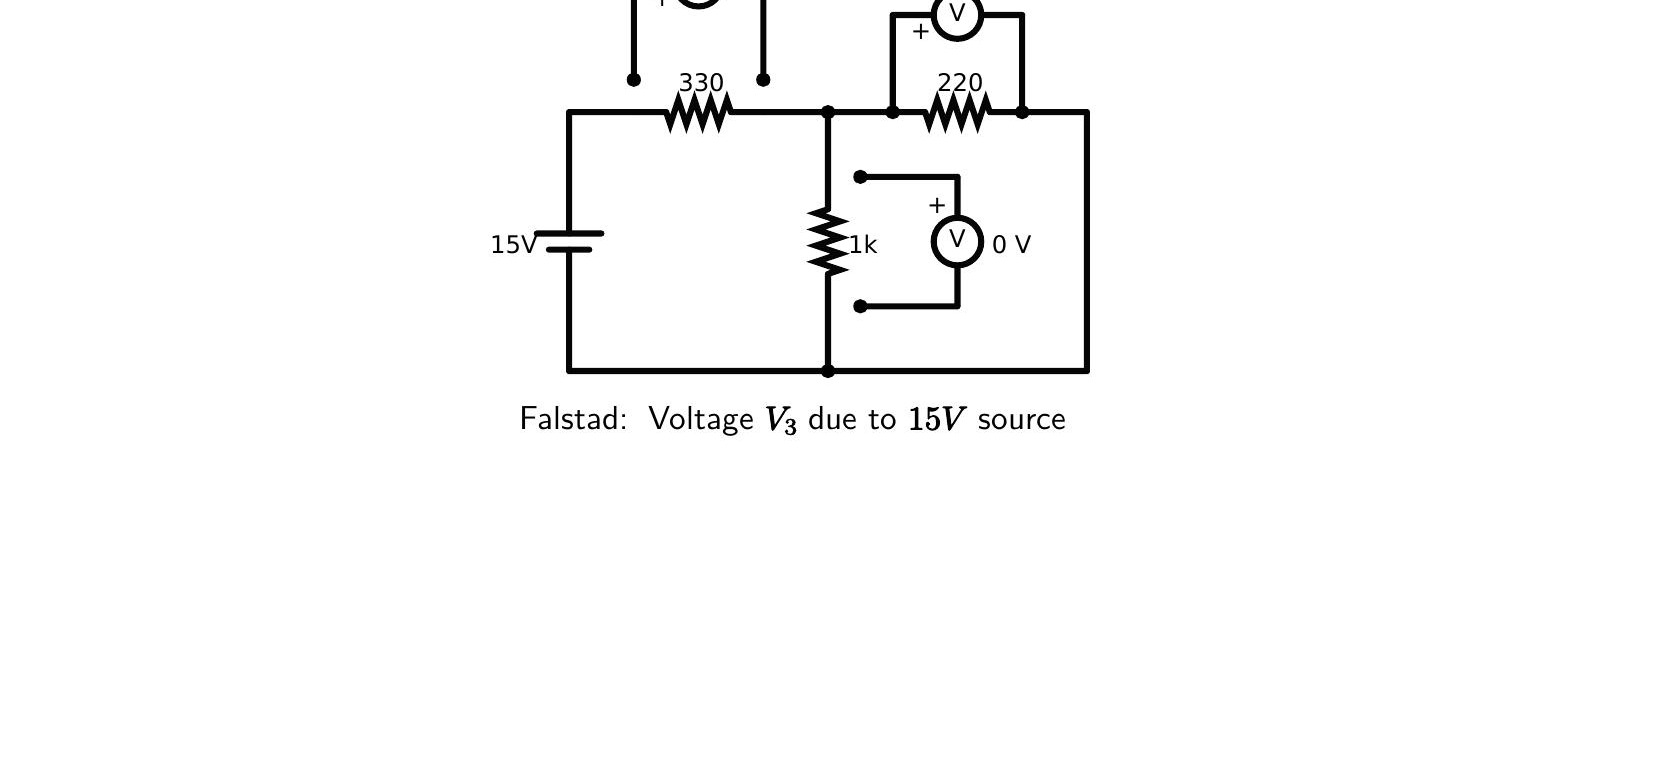 V
+
330
220
+
V
15V
1k
0 V
Falstad: Voltage V₃ due to 15V source